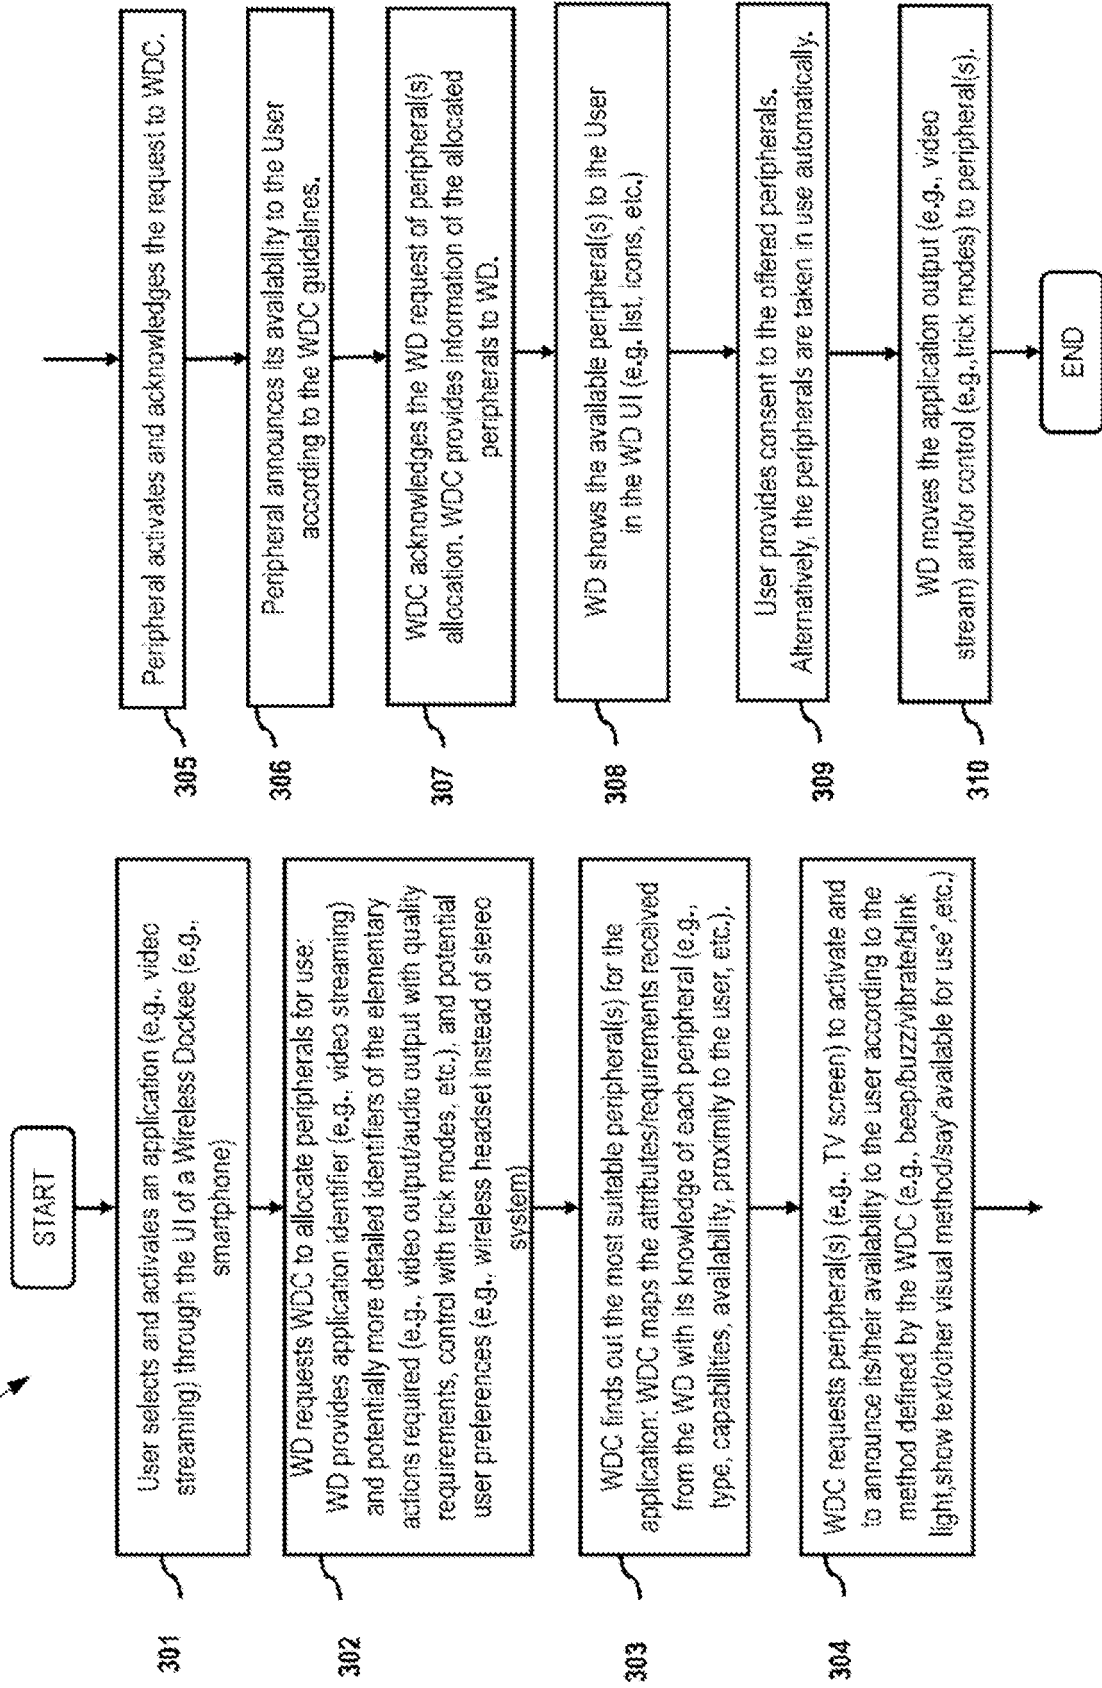 START
User selects and activates an application (e.g., video
streaming) through the UI of a Wireless Dockee (e.g.,
smartphone)
301
WD requests WDC to allocate peripherals for use:
WD provides application identifier (e.g., video streaming)
and potentially more detailed identifiers of the elementary
actions required (e.g., video output/audio output with quality
requirements, control with trick modes, etc.), and potential
user preferences (e.g., wireless headset instead of stereo
system)
302
WDC finds out the most suitable peripheral(s) for the
application: WDC maps the attributes/requirements received
from the WD with its knowledge of each peripheral (e.g.,
type, capabilities, availability, proximity to the user, etc.).
303
WDC requests peripheral(s) (e.g., TV screen) to activate and
to announce its/their availability to the user according to the
method defined by the WDC (e.g., beep/buzz/vibrate/blink
light,show text/other visual method/say"available for use",etc.)
304
Peripheral activates and acknowledges the request to WDC.
305
Peripheral announces its availability to the User
according to the WDC guidelines.
306
WDC acknowledges the WD request of peripheral(s)
allocation. WDC provides information of the allocated
peripherals to WD.
307
WD shows the available peripheral(s) to the User
in the WD UI (e.g. list, icons, etc.)
308
User provides consent to the offered peripherals.
Alternatively, the peripherals are taken in use automatically.
309
WD moves the application output (e.g., video
stream) and/or control (e.g.,trick modes) to peripheral(s).
310
END